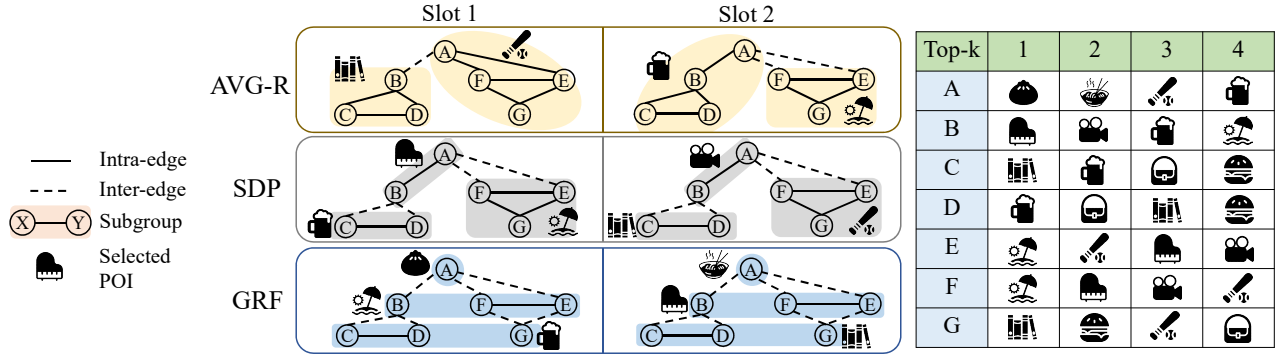 Slot 1 Slot 2
AVG-R
A
B F E
C D G
A
B F E
C D G
SDP
A
B F E
C D G
A
B F E
C D G
GRF
A
B F E
C D G
A
B F E
C D G
Intra-edge
Inter-edge
X Y Subgroup
Selected
POI
Top-k 1 2 3 4
A
B
C
D
E
F
G